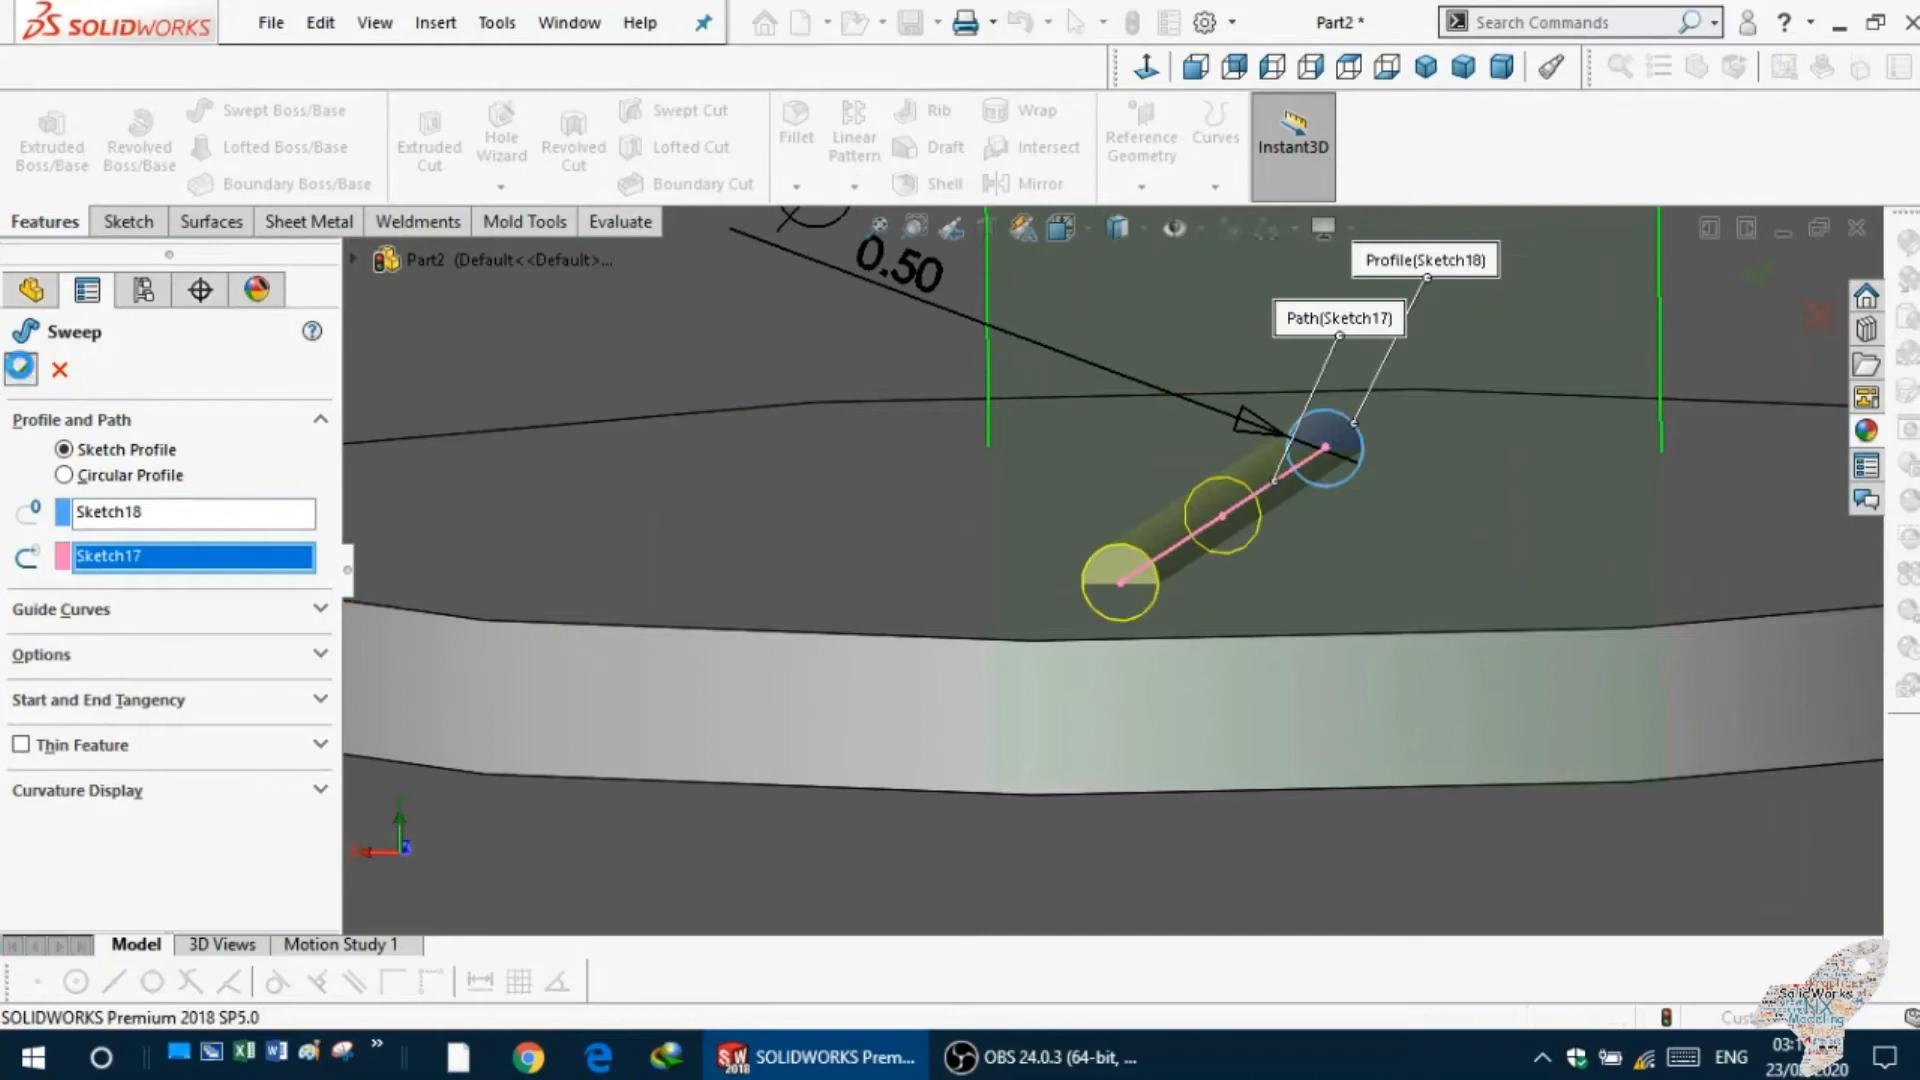 SOLIDWORKS
File Edit View Insert Tools Window Help
Part2 *
Search Commands
Extruded Boss/Base
Revolved Boss/Base
Swept Boss/Base
Lofted Boss/Base
Boundary Boss/Base
Extruded Cut
Hole Wizard
Revolved Cut
Swept Cut
Lofted Cut
Boundary Cut
Fillet
Linear Pattern
Rib
Draft
Shell
Wrap
Intersect
Mirror
Reference Geometry
Curves
Instant3D
Features Sketch Surfaces Sheet Metal Weldments Mold Tools Evaluate
Part2 (Default<<Default>...
0.50
Profile(Sketch18)
Path(Sketch17)
Sweep
Profile and Path
Sketch Profile
Circular Profile
Sketch18
Sketch17
Guide Curves
Options
Start and End Tangency
Thin Feature
Curvature Display
Model 3D Views Motion Study 1
SOLIDWORKS Premium 2018 SP5.0
SolidWorks
NX
Modeling
SW 2018
SOLIDWORKS Prem...
OBS 24.0.3 (64-bit, ...
ENG